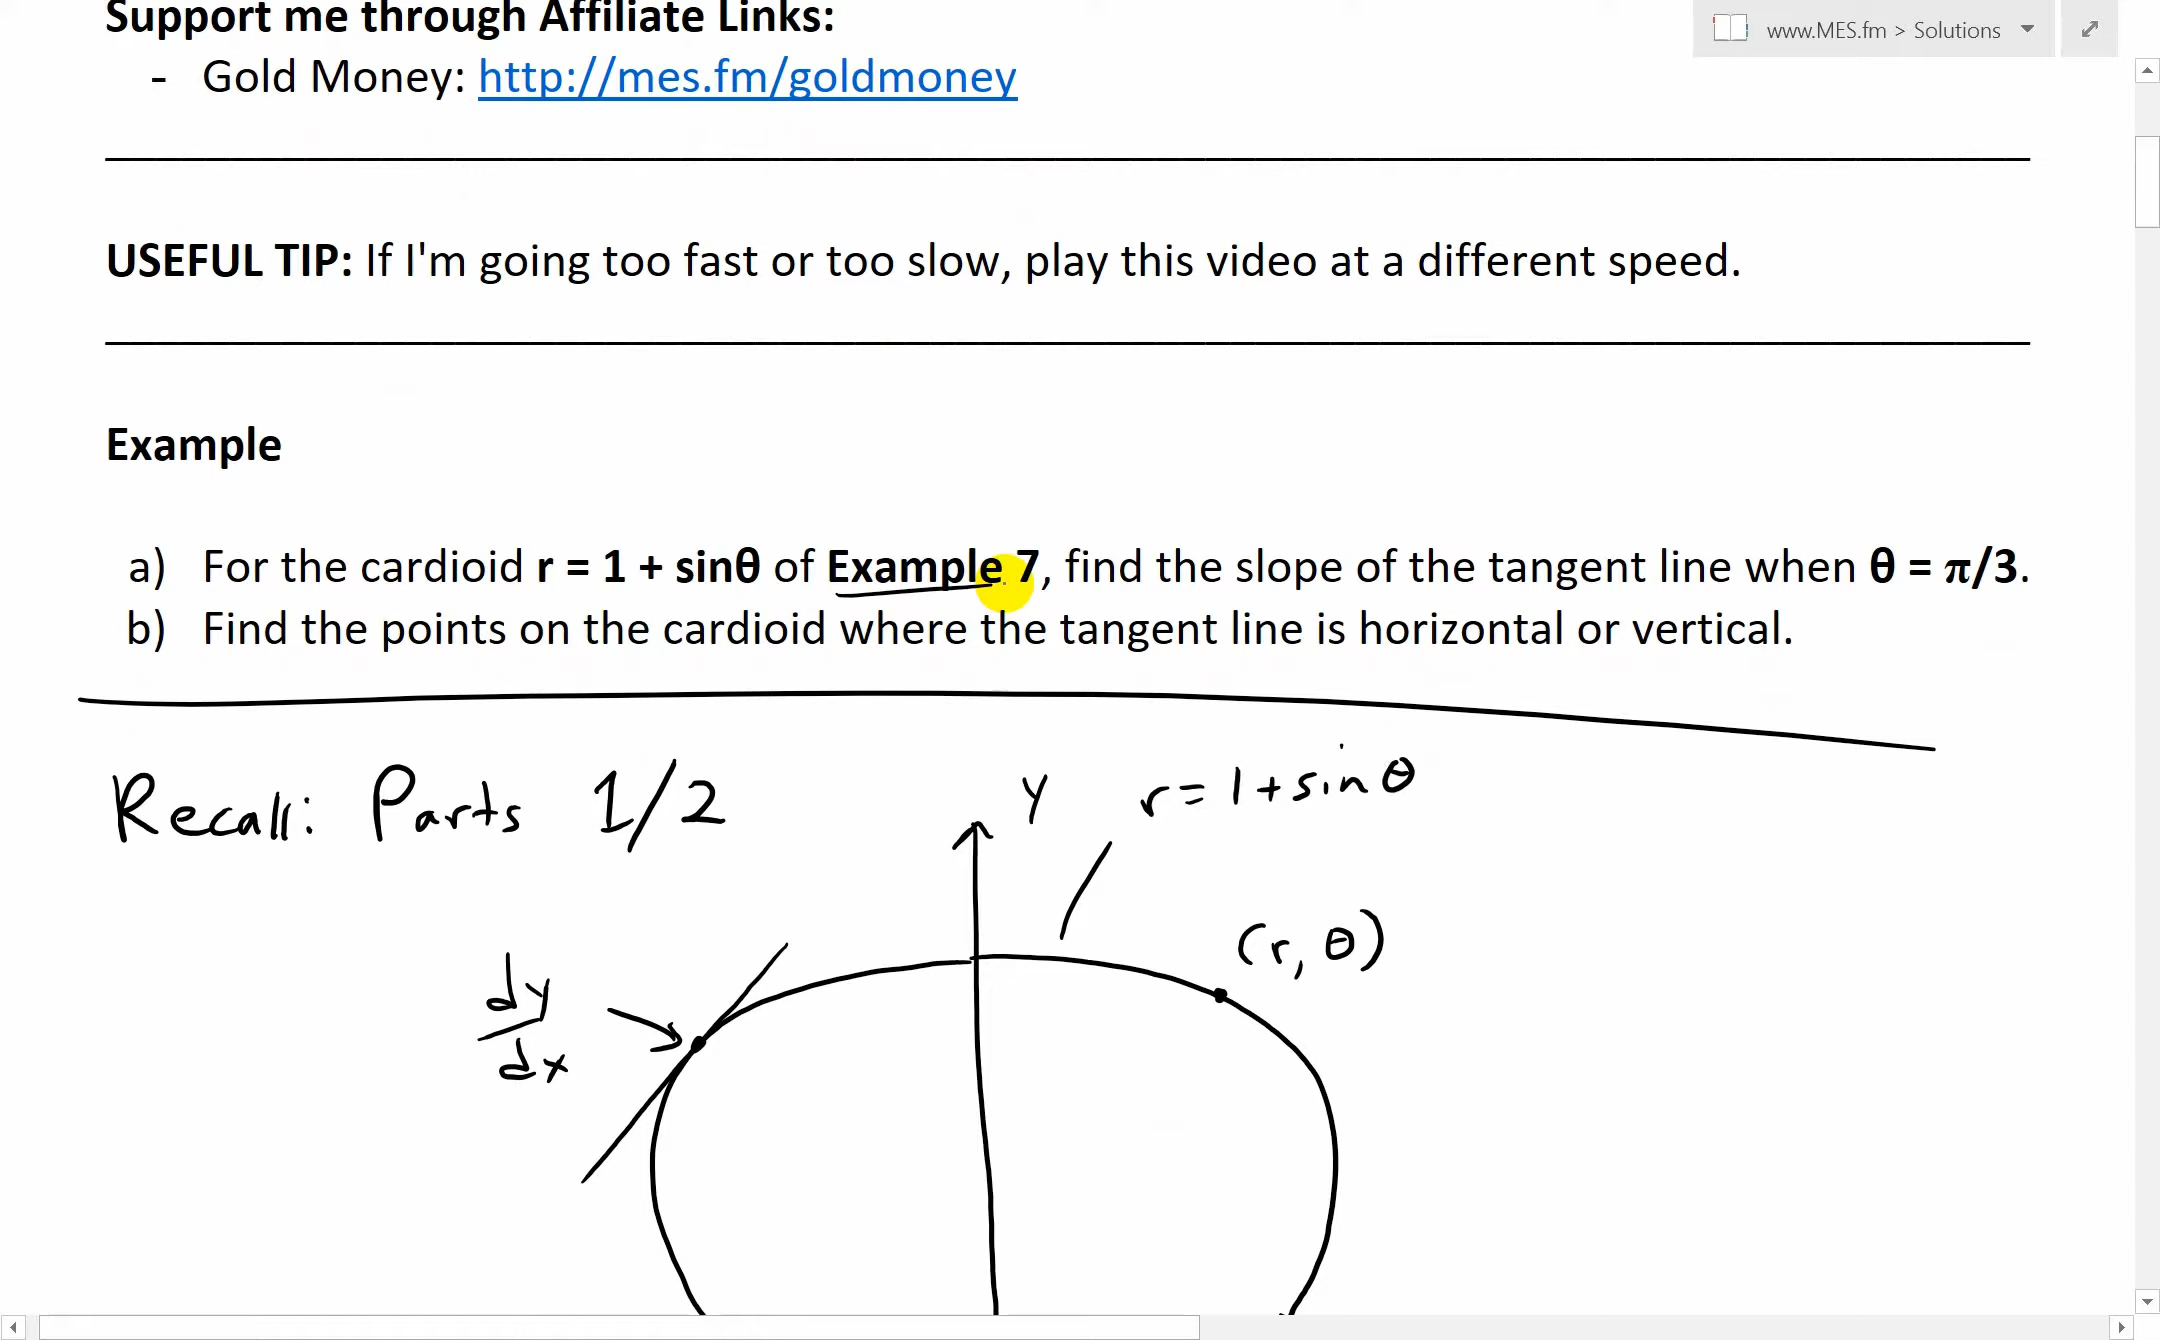 Support me through Affiliate Links:
www.MES.fm > Solutions
- Gold Money: http://mes.fm/goldmoney
USEFUL TIP: If I'm going too fast or too slow, play this video at a different speed.
Example
a) For the cardioid r = 1 + sinθ of Example 7, find the slope of the tangent line when θ = π/3.
b) Find the points on the cardioid where the tangent line is horizontal or vertical.
Recall: Parts 1/2
y
r = 1 + sin θ
(r, θ)
dy
dx